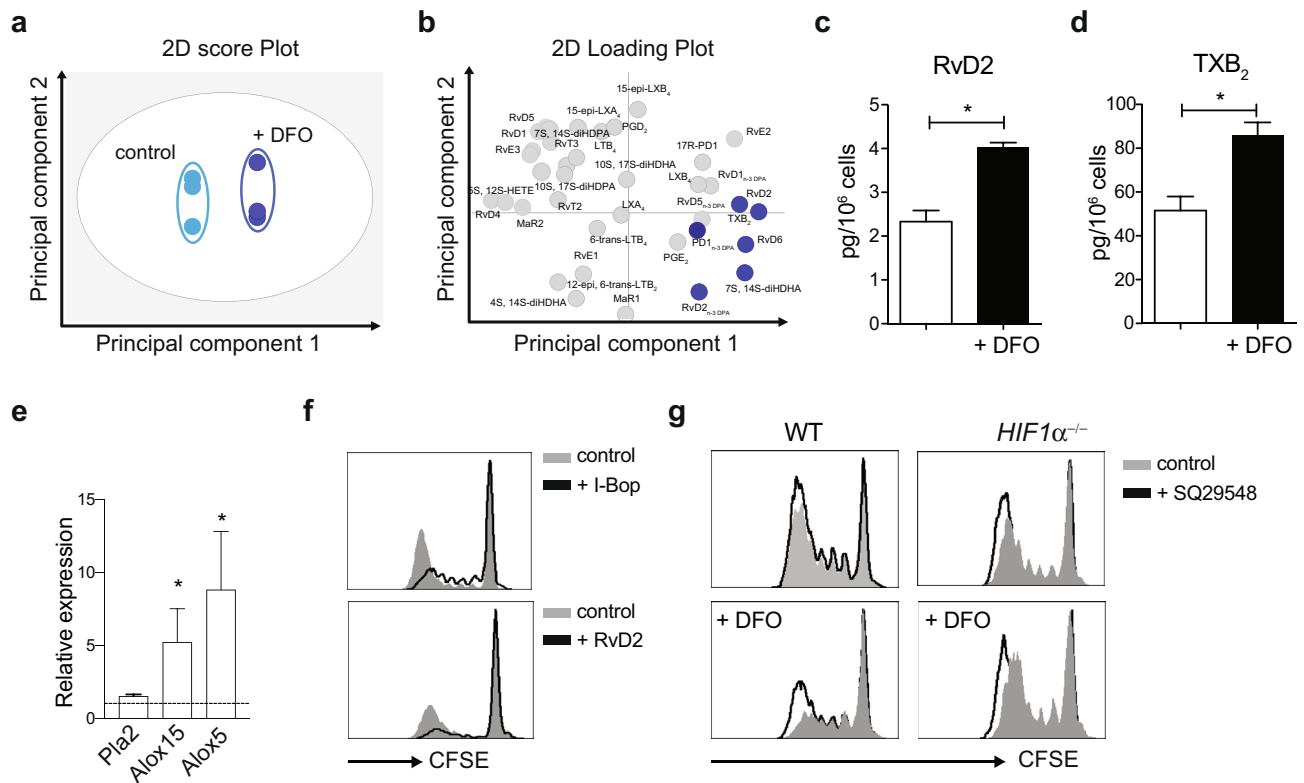 a
2D score Plot
Principal component 2
control
+ DFO
Principal component 1
b
2D Loading Plot
Principal component 2
15-epi-LXB4
RvD5
15-epi-LXA4
RvD1
7S, 14S-diHDPA
PGD2
RvE3
RvT3
LTB4
RvE2
17R-PD1
10S, 17S-diHDHA
LXB4
RvD1n-3 DPA
10S, 17S-diHDPA
5S, 12S-HETE
RvD2
RvD5n-3 DPA
RvD4
RvT2
LXA4
TXB2
MaR2
6-trans-LTB4
PD1n-3 DPA
RvD6
PGE2
RvE1
12-epi, 6-trans-LTB2
7S, 14S-diHDHA
4S, 14S-diHDHA
MaR1
RvD2n-3 DPA
Principal component 1
c
RvD2
pg/10⁶ cells
5
4
3
2
1
0
*
+ DFO
d
TXB2
pg/10⁶ cells
100
80
60
40
20
0
*
+ DFO
e
Relative expression
15
10
5
0
*
*
Pla2
Alox15
Alox5
f
control
+ I-Bop
control
+ RvD2
CFSE
g
WT
HIF1α–/–
control
+ SQ29548
+ DFO
+ DFO
CFSE